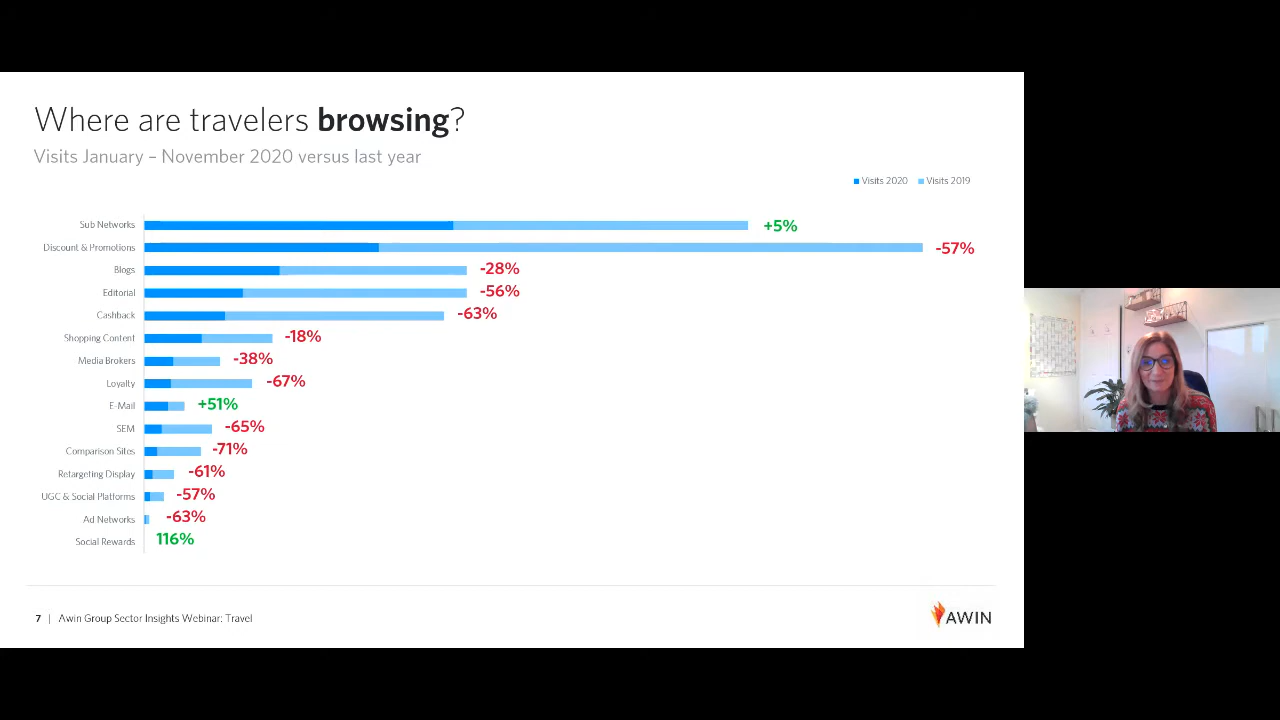 Where are travelers browsing?
Visits January – November 2020 versus last year
Visits 2020 Visits 2019
Sub Networks +5%
Discount & Promotions -57%
Blogs -28%
Editorial -56%
Cashback -63%
Shopping Content -18%
Media Brokers -38%
Loyalty -67%
E-Mail +51%
SEM -65%
Comparison Sites -71%
Retargeting Display -61%
UGC & Social Platforms -57%
Ad Networks -63%
Social Rewards 116%
7 | Awin Group Sector Insights Webinar: Travel
AWIN